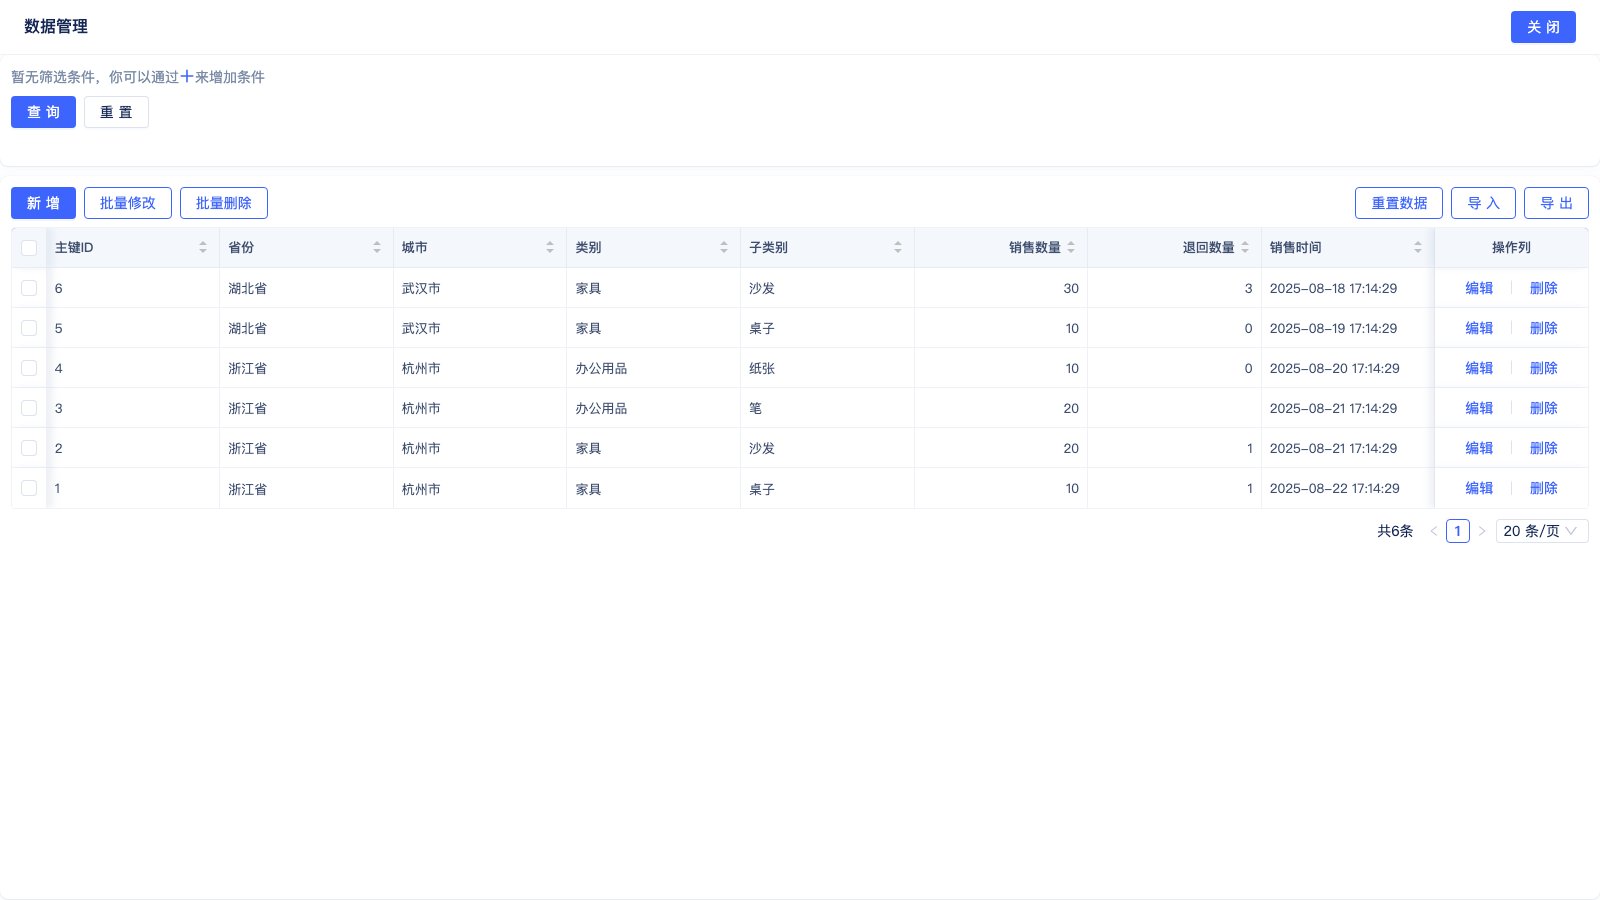 数据管理
关 闭
暂无筛选条件，你可以通过十来增加条件
查 询 重 置
新 增 批量修改 批量删除 重置数据 导 入 导 出
主键ID 省份 城市 类别 子类别 销售数量 退回数量 销售时间 操作列
6 湖北省 武汉市 家具 沙发 30 3 2025-08-18 17:14:29 编辑 删除
5 湖北省 武汉市 家具 桌子 10 0 2025-08-19 17:14:29 编辑 删除
4 浙江省 杭州市 办公用品 纸张 10 0 2025-08-20 17:14:29 编辑 删除
3 浙江省 杭州市 办公用品 笔 20 2025-08-21 17:14:29 编辑 删除
2 浙江省 杭州市 家具 沙发 20 1 2025-08-21 17:14:29 编辑 删除
1 浙江省 杭州市 家具 桌子 10 1 2025-08-22 17:14:29 编辑 删除
共6条 < 1 > 20 条/页